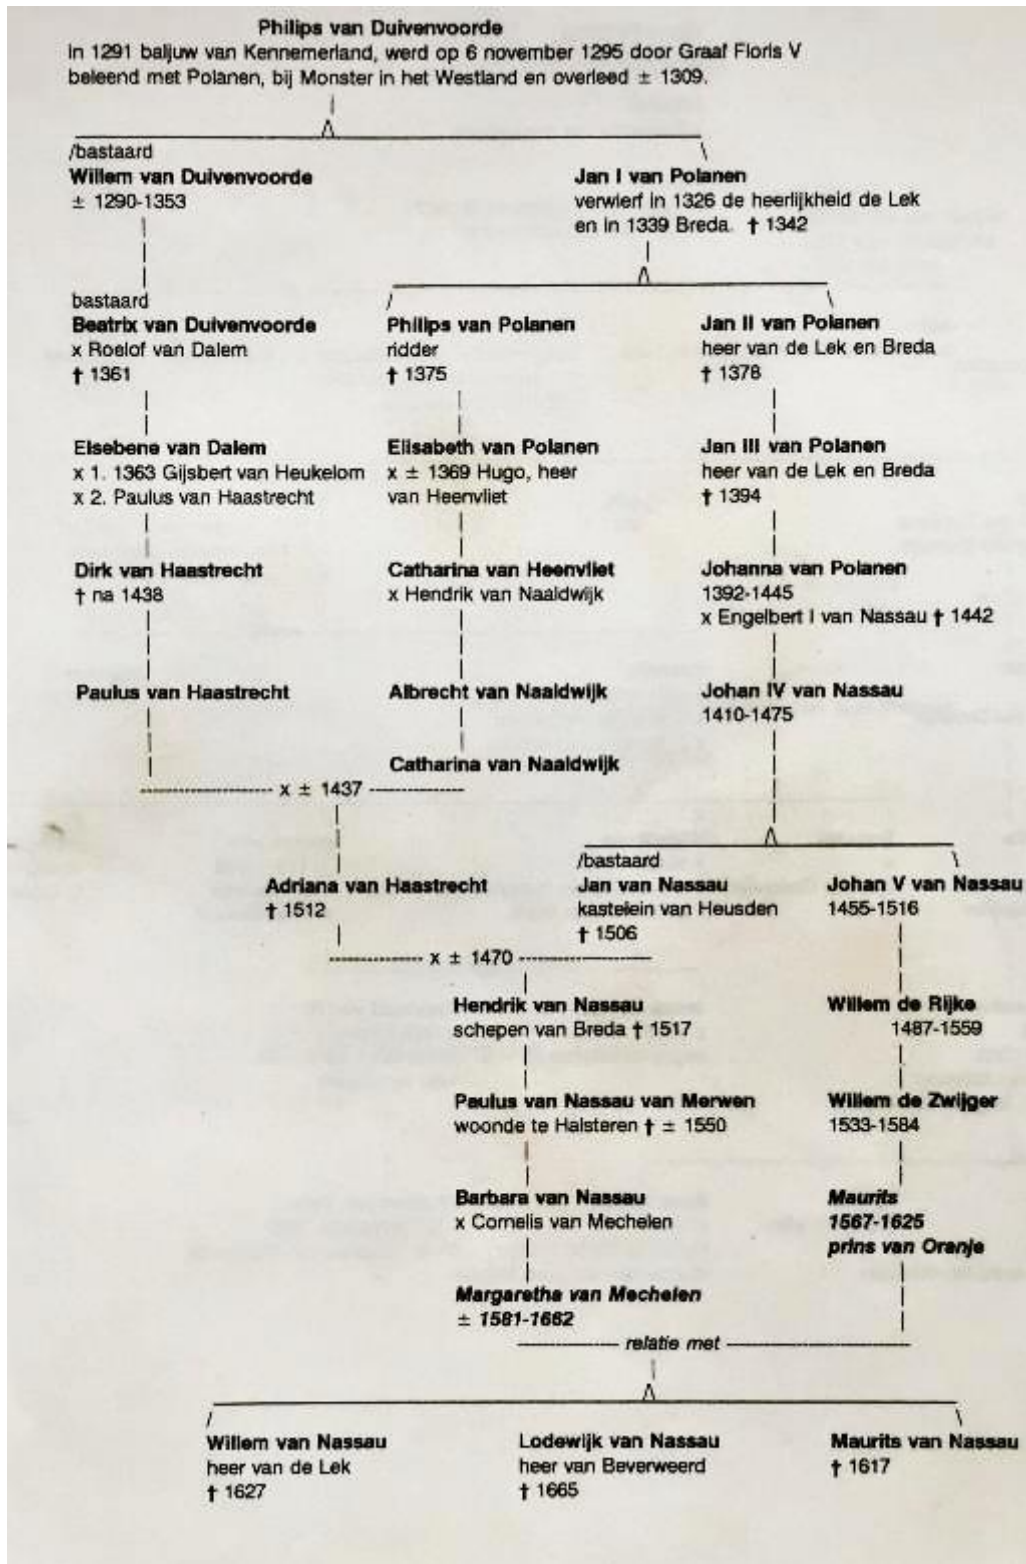 Philips van Duivenvoorde
In 1291 baljuw van Kennemerland, werd op 6 november 1295 door Graaf Floris V
beleend met Polanen, bij Monster in het Westland en overleed ± 1309.
/bastaard
Willem van Duivenvoorde
± 1290-1353
Jan I van Polanen
verwierf in 1326 de heerlijkheid de Lek
en in 1339 Breda. † 1342
bastaard
Beatrix van Duivenvoorde
x Roelof van Dalem
† 1361
Philips van Polanen
ridder
† 1375
Jan II van Polanen
heer van de Lek en Breda
† 1378
Elsebene van Dalem
x 1. 1363 Gijsbert van Heukelom
x 2. Paulus van Haastrecht
Elisabeth van Polanen
x ± 1369 Hugo, heer
van Heenvliet
Jan III van Polanen
heer van de Lek en Breda
† 1394
Dirk van Haastrecht
† na 1438
Catharina van Heenvliet
x Hendrik van Naaldwijk
Johanna van Polanen
1392-1445
x Engelbert I van Nassau † 1442
Paulus van Haastrecht
Albrecht van Naaldwijk
Johan IV van Nassau
1410-1475
Catharina van Naaldwijk
x ± 1437
Adriana van Haastrecht
† 1512
/bastaard
Jan van Nassau
kastelein van Heusden
† 1506
Johan V van Nassau
1455-1516
x ± 1470
Hendrik van Nassau
schepen van Breda † 1517
Willem de Rijke
1487-1559
Paulus van Nassau van Merwen
woonde te Halsteren † ± 1550
Willem de Zwijger
1533-1584
Barbara van Nassau
x Cornelis van Mechelen
Maurits
1567-1625
prins van Oranje
Margaretha van Mechelen
± 1581-1662
relatie met
Willem van Nassau
heer van de Lek
† 1627
Lodewijk van Nassau
heer van Beverweerd
† 1665
Maurits van Nassau
† 1617